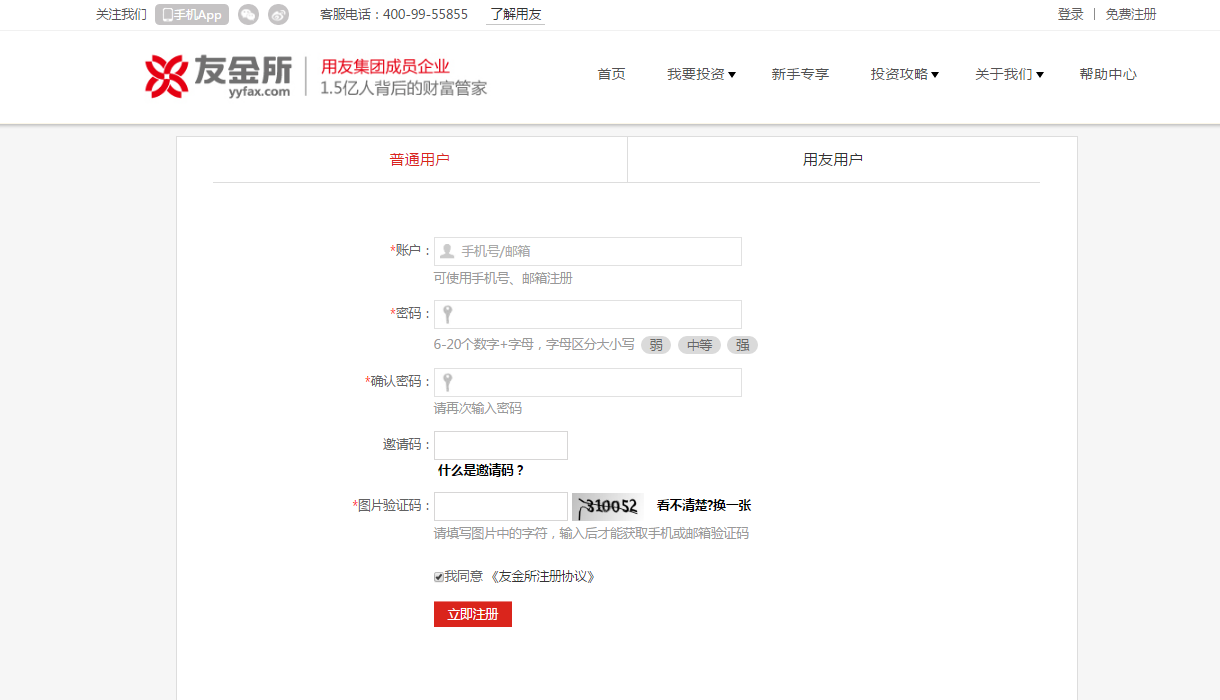 关注我们 手机App 客服电话：400-99-55855 了解用友 登录 | 免费注册
友金所 yyfax.com
用友集团成员企业
1.5亿人背后的财富管家
首页 我要投资▼ 新手专享 投资攻略▼ 关于我们▼ 帮助中心
普通用户 用友用户
*账户： 手机号/邮箱
可使用手机号、邮箱注册
*密码：
6-20个数字+字母，字母区分大小写 弱 中等 强
*确认密码：
请再次输入密码
邀请码：
什么是邀请码？
*图片验证码： 310052 看不清楚?换一张
请填写图片中的字符，输入后才能获取手机或邮箱验证码
我同意 《友金所注册协议》
立即注册